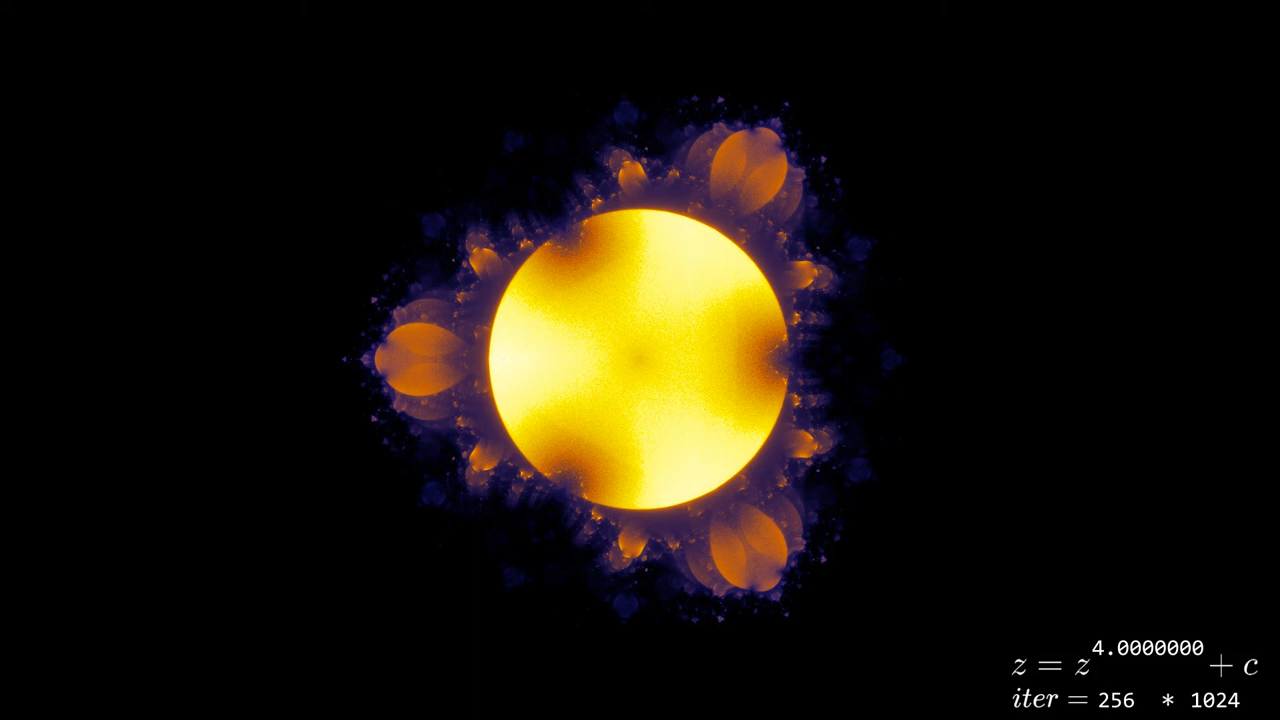 z = z^4.0000000 + c
iter = 256 * 1024